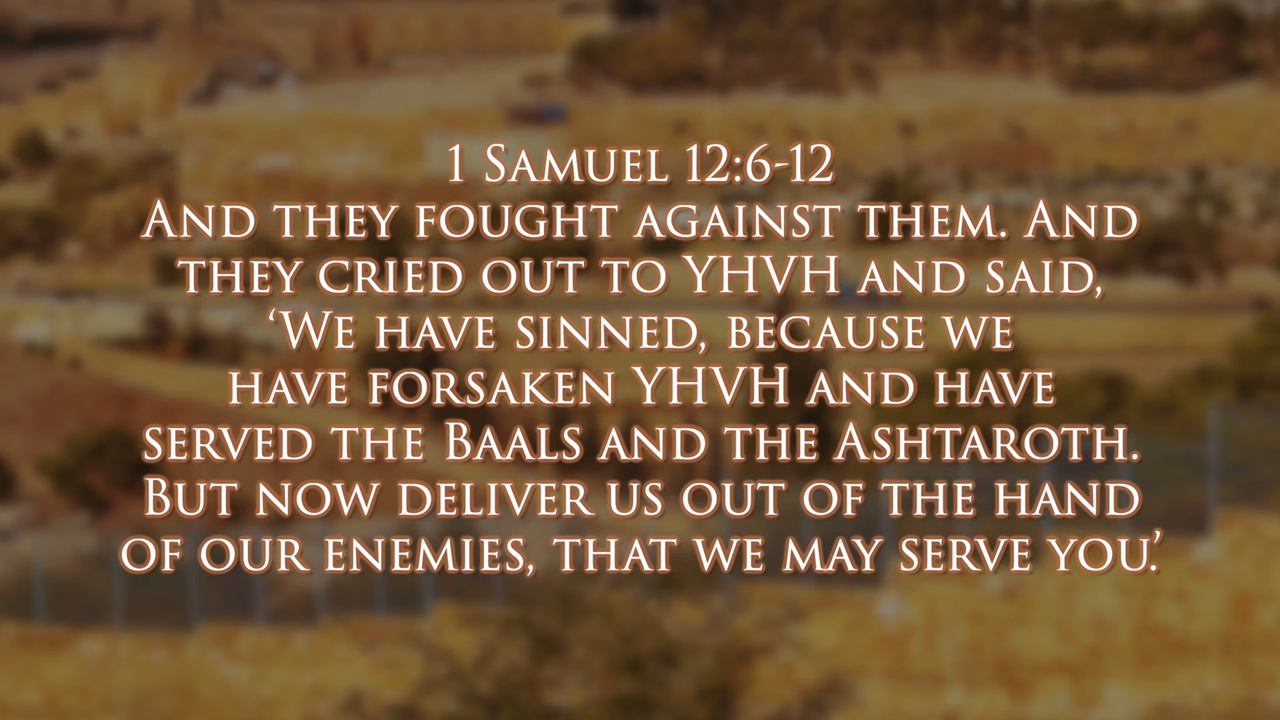 1 Samuel 12:6-12
And they fought against them. And
they cried out to YHVH and said,
‘We have sinned, because we
have forsaken YHVH and have
served the Baals and the Ashtaroth.
But now deliver us out of the hand
of our enemies, that we may serve you.’